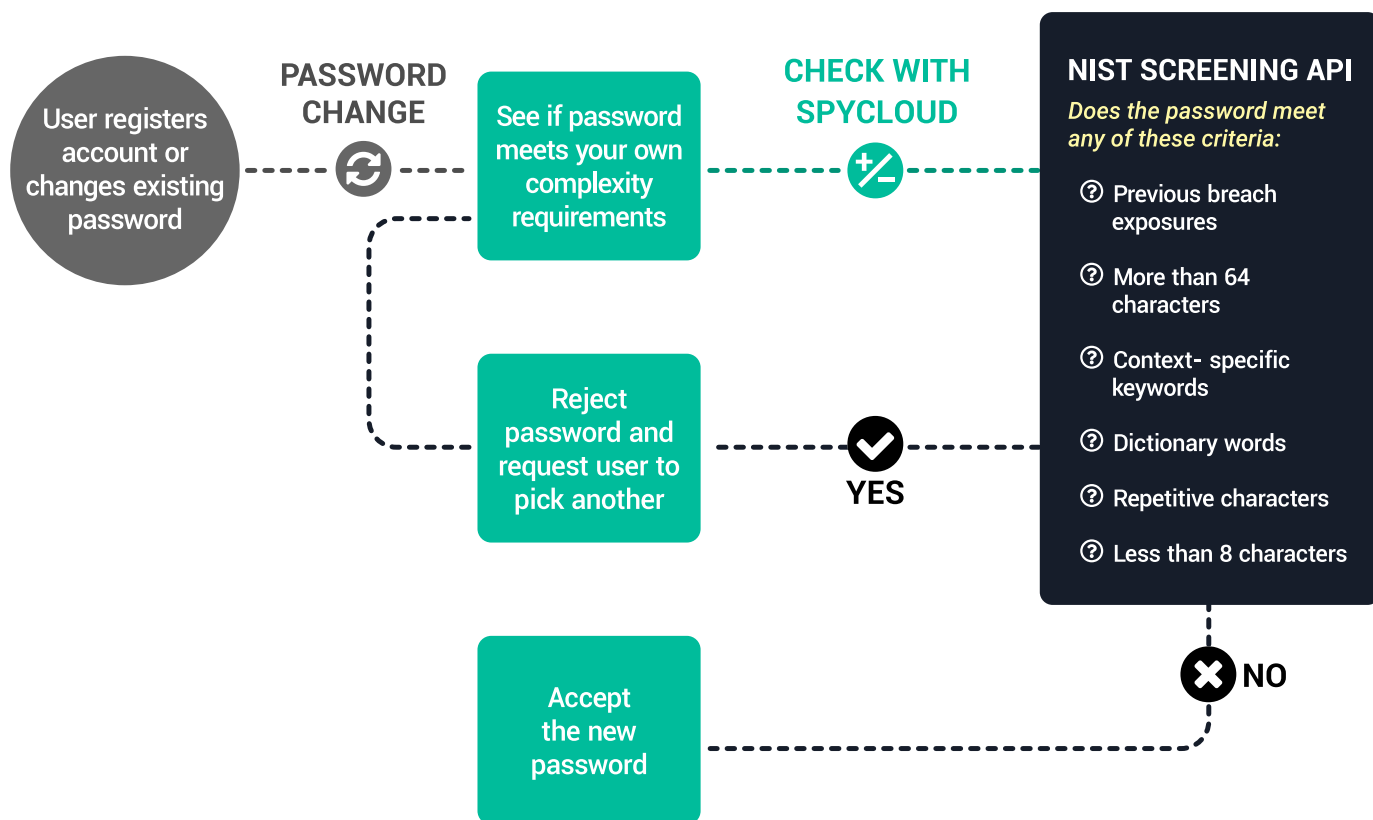 User registers
account or
changes existing
password
PASSWORD
CHANGE
See if password
meets your own
complexity
requirements
CHECK WITH
SPYCLOUD
NIST SCREENING API
Does the password meet
any of these criteria:
Previous breach
exposures
More than 64
characters
Context- specific
keywords
Dictionary words
Repetitive characters
Less than 8 characters
Reject
password and
request user to
pick another
YES
NO
Accept
the new
password